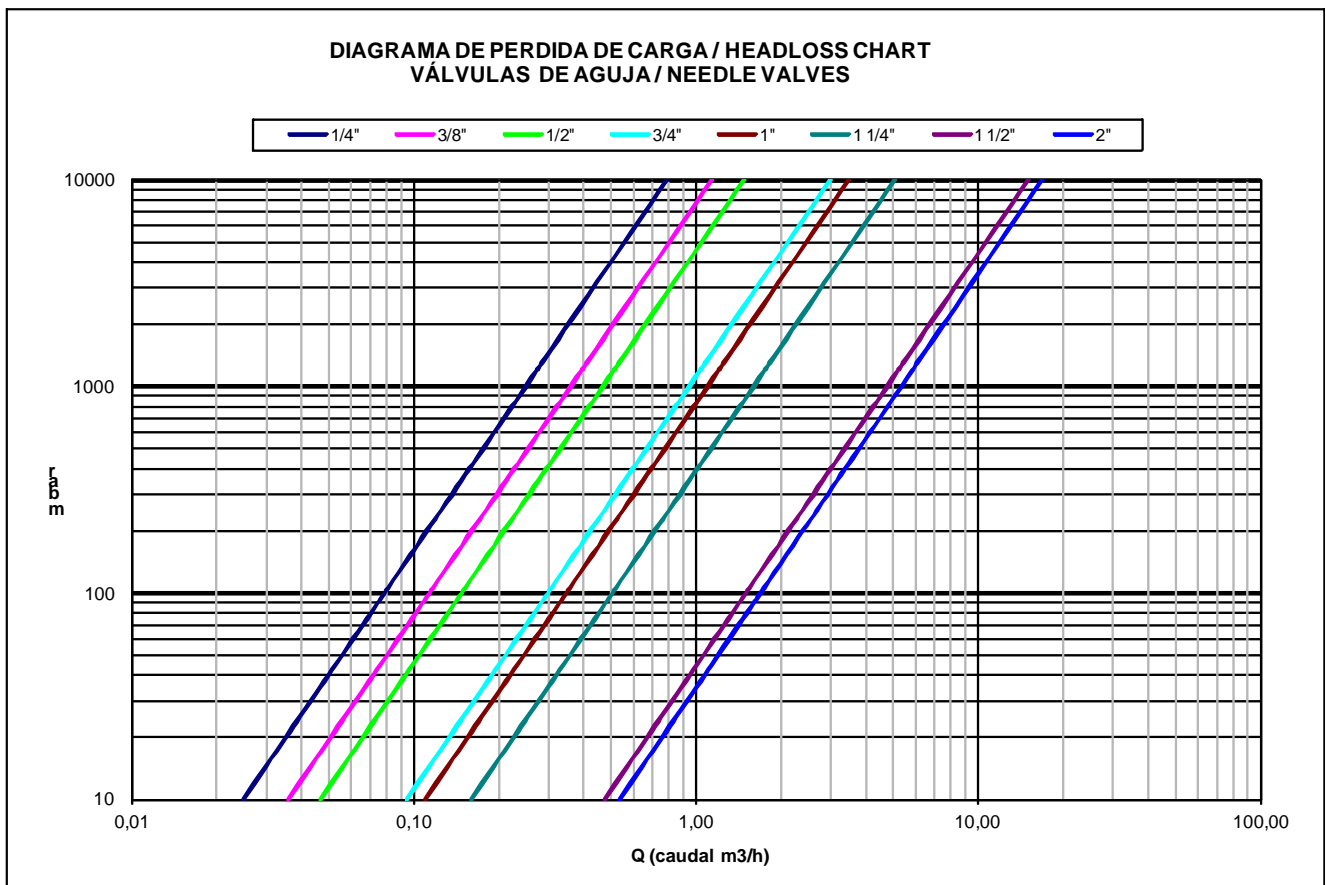 DIAGRAMA DE PERDIDA DE CARGA / HEADLOSS CHART
VÁLVULAS DE AGUJA / NEEDLE VALVES
1/4" 3/8" 1/2" 3/4" 1" 1 1/4" 1 1/2" 2"
10000
1000
100
10
mbar
0,01 0,10 1,00 10,00 100,00
Q (caudal m3/h)